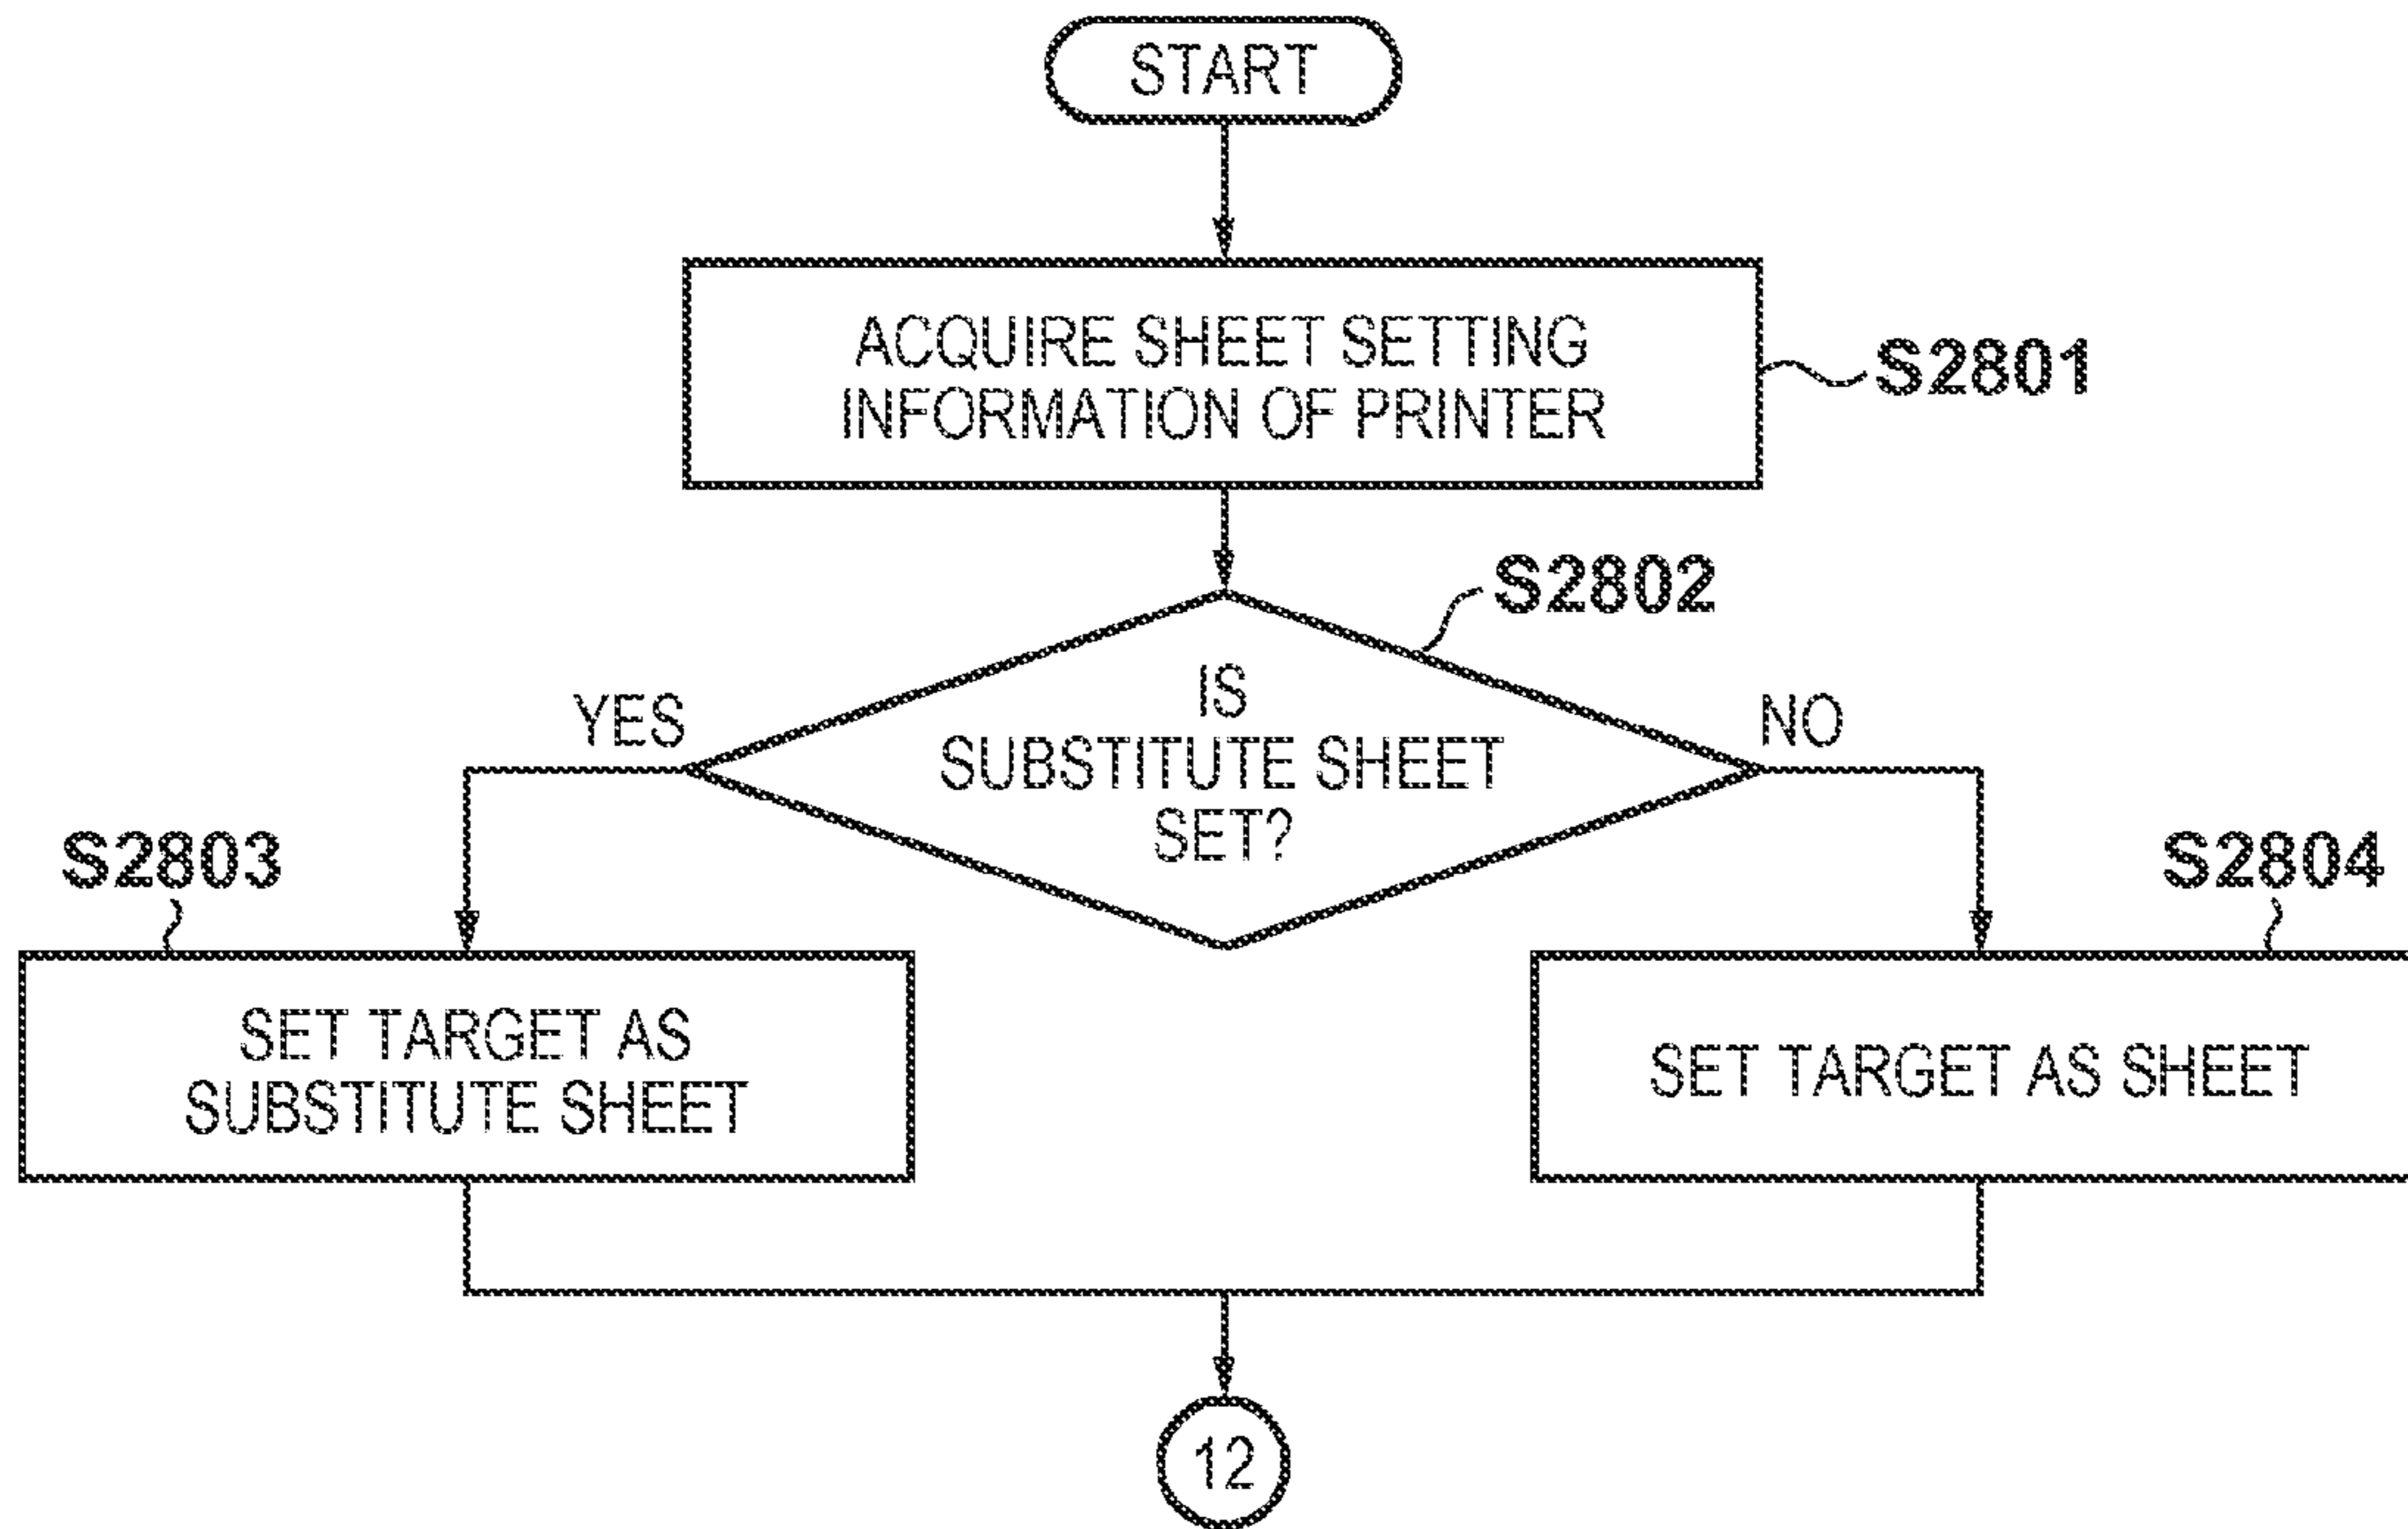 START
ACQUIRE SHEET SETTING
INFORMATION OF PRINTER
S2801
S2802
IS
SUBSTITUTE SHEET
SET?
YES
NO
S2803
S2804
SET TARGET AS
SUBSTITUTE SHEET
SET TARGET AS SHEET
12